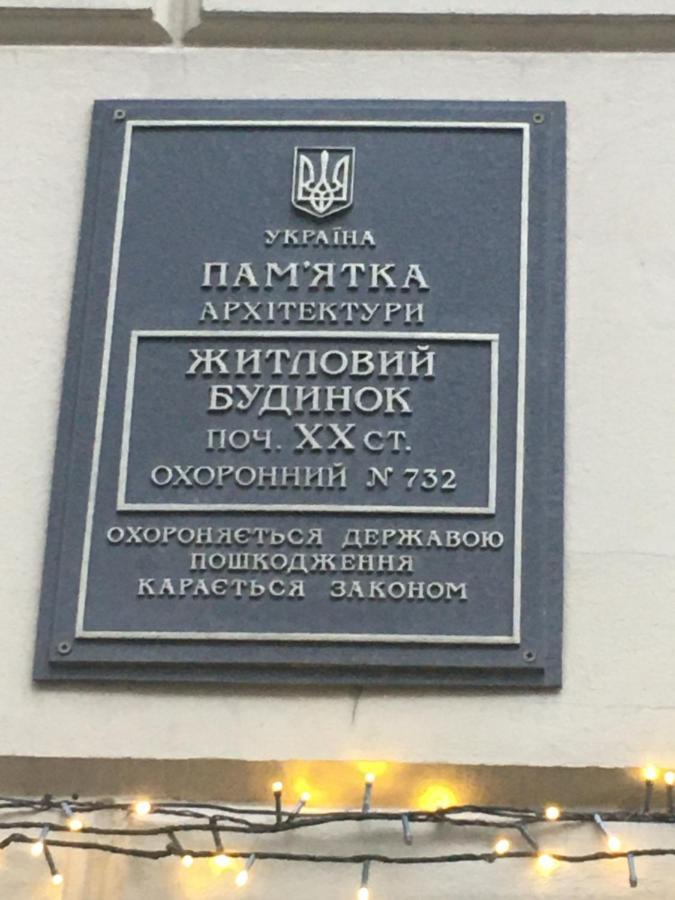 УКРАЇНА
ПАМ'ЯТКА
АРХІТЕКТУРИ
ЖИТЛОВИЙ
БУДИНОК
ПОЧ. XX СТ.
ОХОРОННИЙ N 732
ОХОРОНЯЄТЬСЯ ДЕРЖАВОЮ
ПОШКОДЖЕННЯ
КАРАЄТЬСЯ ЗАКОНОМ